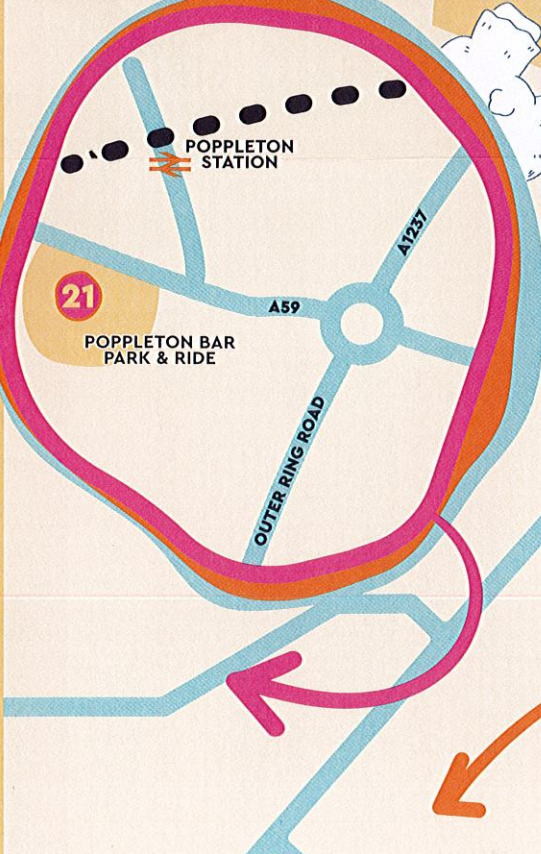 POPPLETON
STATION
A1237
21
A59
POPPLETON BAR
PARK & RIDE
OUTER RING ROAD